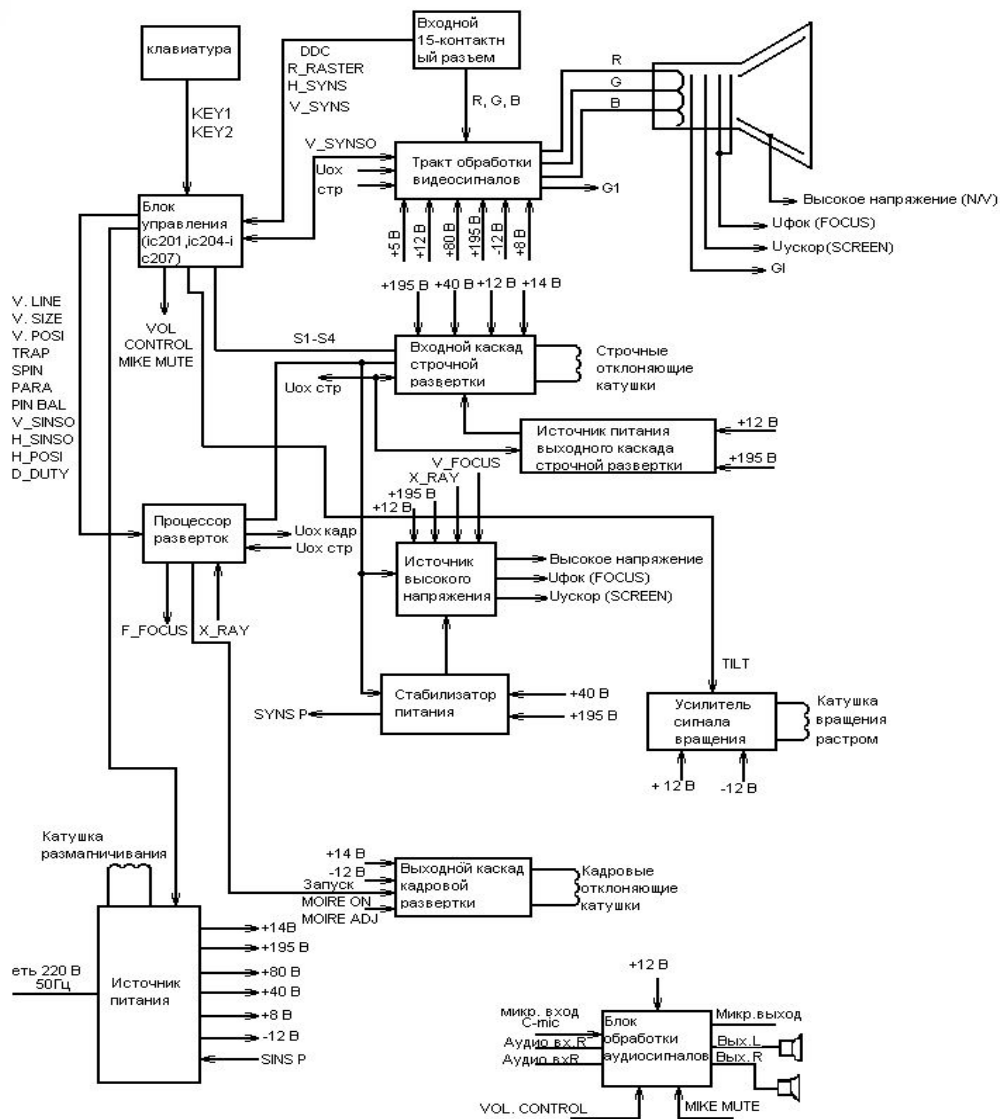 клавиатура
KEY1
KEY2
Входной
15-контактн
ый разъем
DDC
R_RASTER
H_SYNS
V_SYNS
R, G, B
V_SYNSO
Uox
стр
Тракт обработки
видеосигналов
R
G
B
G1
+5 В
+12 В
+80 В
+195 В
-12 В
+8 В
Высокое напряжение (N/V)
Uфок (FOCUS)
Uускор(SCREEN)
GI
Блок
управления
(ic201,ic204-i
c207)
V. LINE
V. SIZE
V. POSI
TRAP
SPIN
PARA
PIN BAL
V_SINSO
H_SINSO
H_POSI
D_DUTY
VOL
CONTROL
MIKE MUTE
S1-S4
+195 В
+40 В
+12 В
+14 В
Входной каскад
строчной
развертки
Строчные
отклоняющие
катушки
Uox стр
Источник питания
выходного каскада
строчной развертки
+12 В
+195 В
V_FOCUS
X_RAY
+195 В
+12 В
Процессор
разверток
Uox кадр
Uox стр
F_FOCUS
X_RAY
Источник
высокого
напряжения
Высокое напряжение
Uфок (FOCUS)
Uускор (SCREEN)
Стабилизатор
питания
SYNS P
+40 В
+195 В
TILT
Усилитель
сигнала
вращения
Катушка
вращения
растром
+ 12 В
-12 В
Катушка
размагничивания
+14 В
-12 В
Запуск
MOIRE ON
MOIRE ADJ
Выходной каскад
кадровой
развертки
Кадровые
отклоняющие
катушки
еть 220 В
50Гц
Источник
питания
+14В
+195 В
+80 В
+40 В
+8 В
-12 В
SINS P
+12 В
микр. вход
C-mic
Аудио вх.R
Аудио вхR
Блок
обработки
аудиосигналов
Микр.выход
Вых.L
Вых.R
VOL. CONTROL
MIKE MUTE